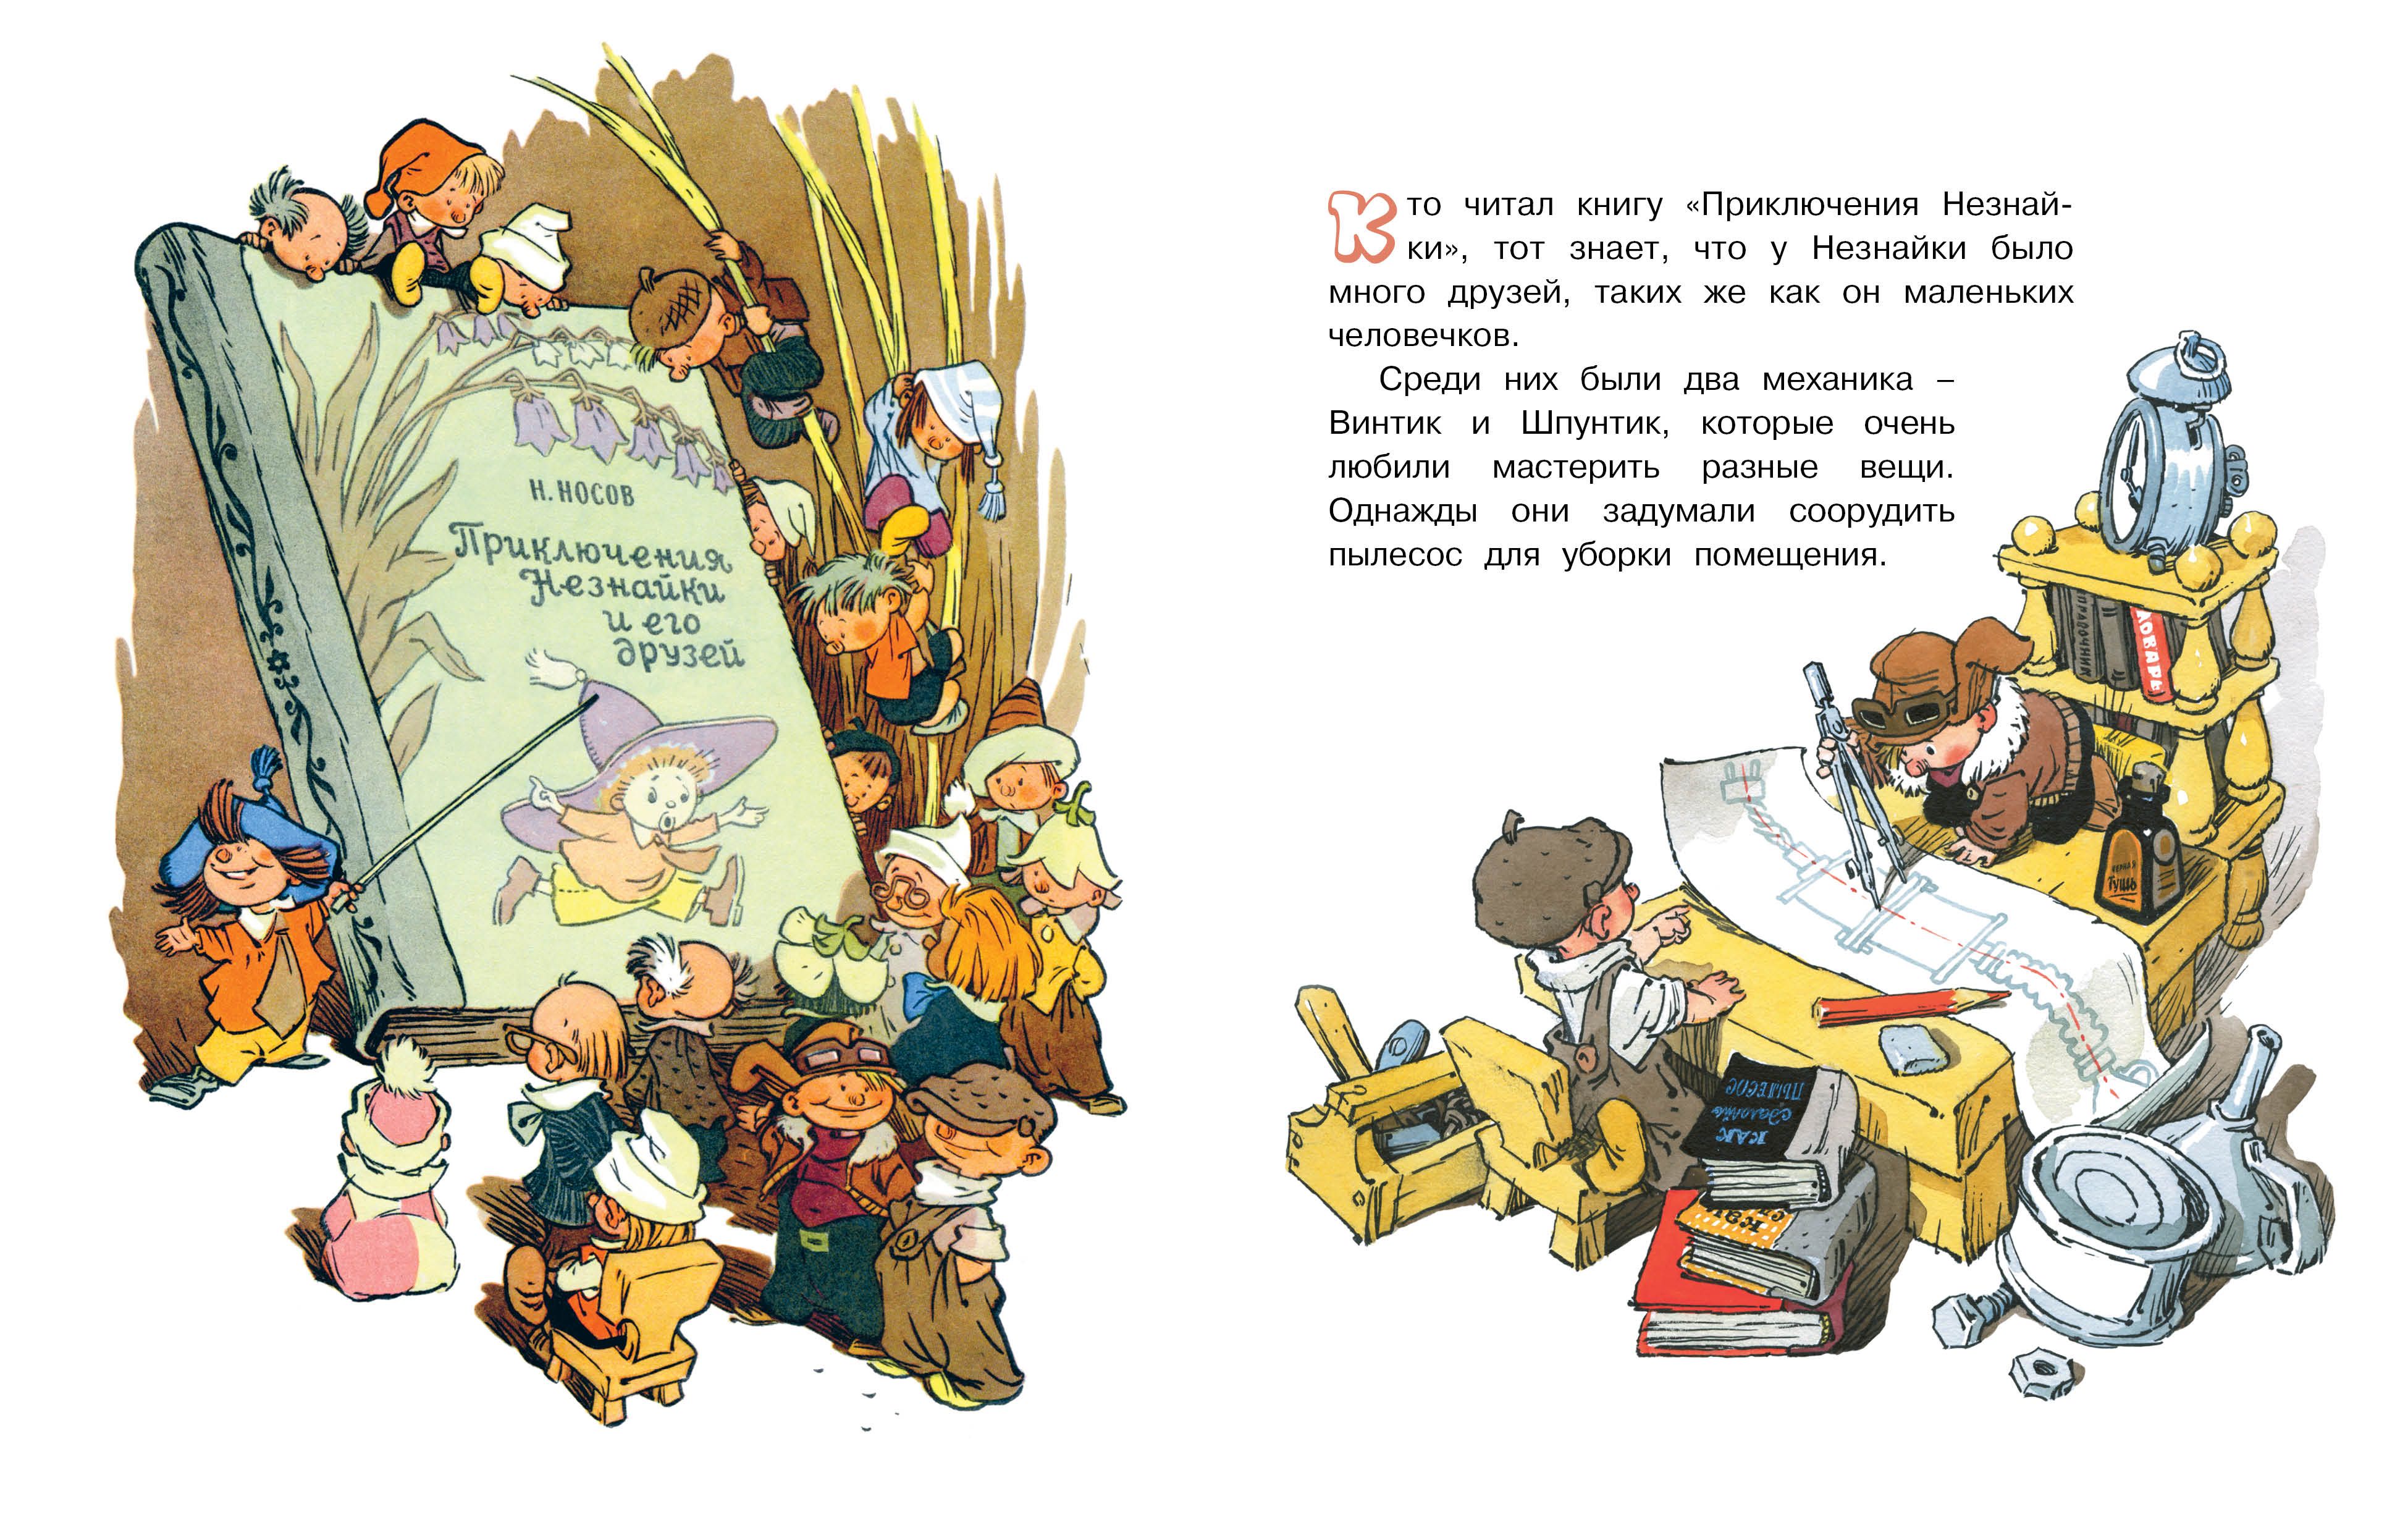 Н. НОСОВ
Приключения
Незнайки
и его
друзей
Кто читал книгу «Приключения Незнай-
ки», тот знает, что у Незнайки было
много друзей, таких же как он маленьких
человечков.
Среди них были два механика –
Винтик и Шпунтик, которые очень
любили мастерить разные вещи.
Однажды они задумали соорудить
пылесос для уборки помещения.
ПРАВОЧНИК
ЛОВАРЬ
ТУШЬ
КАК
сделать
ПЫЛЕСОС